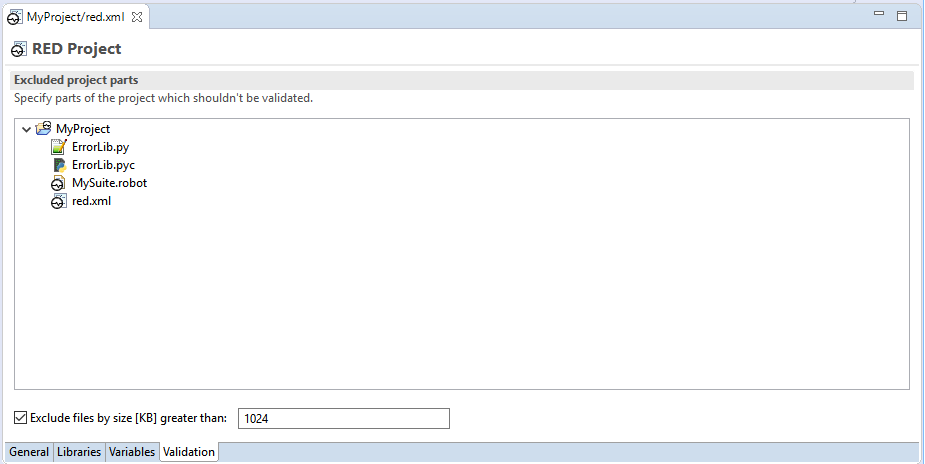 MyProject/red.xml
RED Project
Excluded project parts
Specify parts of the project which shouldn't be validated.
MyProject
ErrorLib.py
ErrorLib.pyc
MySuite.robot
red.xml
Exclude files by size [KB] greater than: 1024
General Libraries Variables Validation